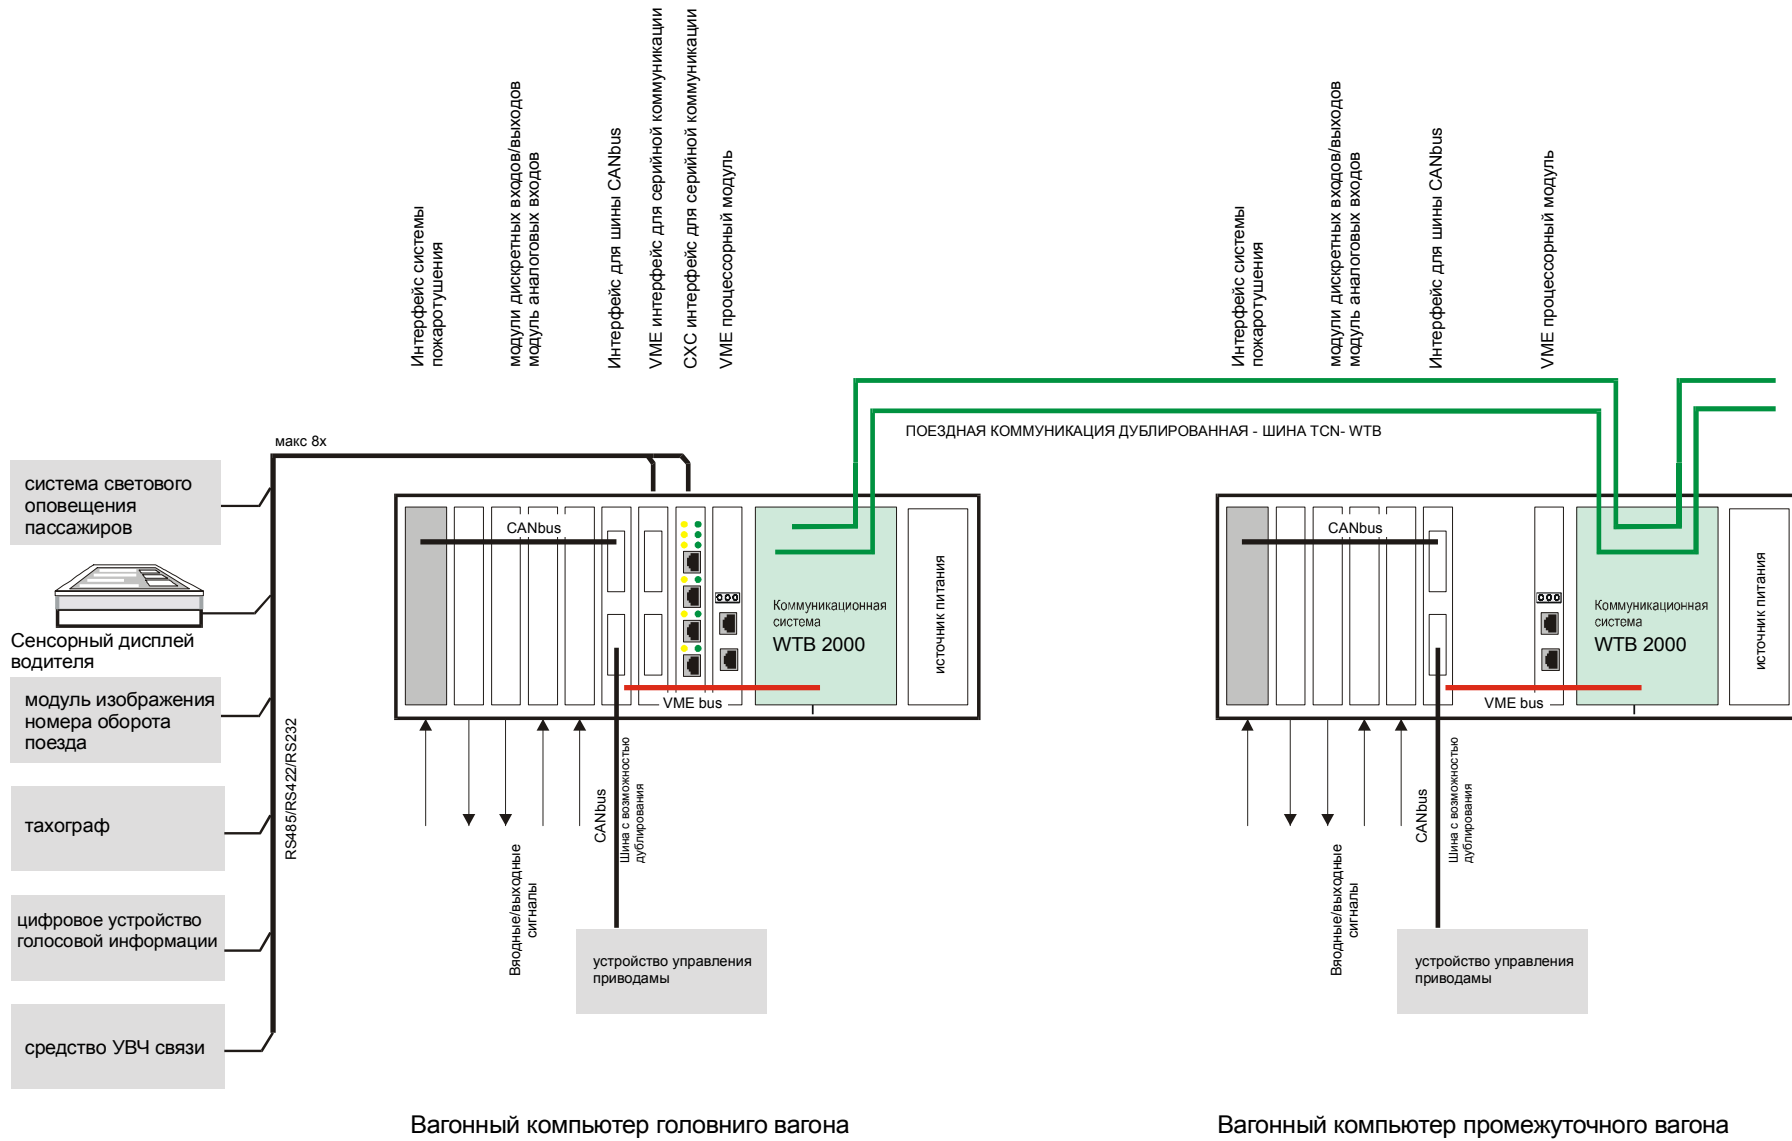 Интерфейс системы
пожаротушения
модули дискретных входов/выходов
модуль аналоговых входов
Интерфейс для шины CANbus
VME интерфейс для серийной коммуникации
CXC интерфейс для серийной коммуникации
VME процессорный модуль
Интерфейс системы
пожаротушения
модули дискретных входов/выходов
модуль аналоговых входов
Интерфейс для шины CANbus
VME процессорный модуль
ПОЕЗДНАЯ КОММУНИКАЦИЯ ДУБЛИРОВАННАЯ - ШИНА TCN- WTB
макс 8x
система светового
оповещения
пассажиров
Сенсорный дисплей
водителя
модуль изображения
номера оборота
поезда
тахограф
цифровое устройство
голосовой информации
средство УВЧ связи
RS485/RS422/RS232
CANbus
Коммуникационная
система
WTB 2000
источник питания
VME bus
CANbus
Шина с возможностью
дублирования
Вяодные/выходные
сигналы
устройство управления
приводамы
CANbus
Коммуникационная
система
WTB 2000
источник питания
VME bus
CANbus
Шина с возможностью
дублирования
Вяодные/выходные
сигналы
устройство управления
приводамы
Вагонный компьютер головниго вагона
Вагонный компьютер промежуточного вагона